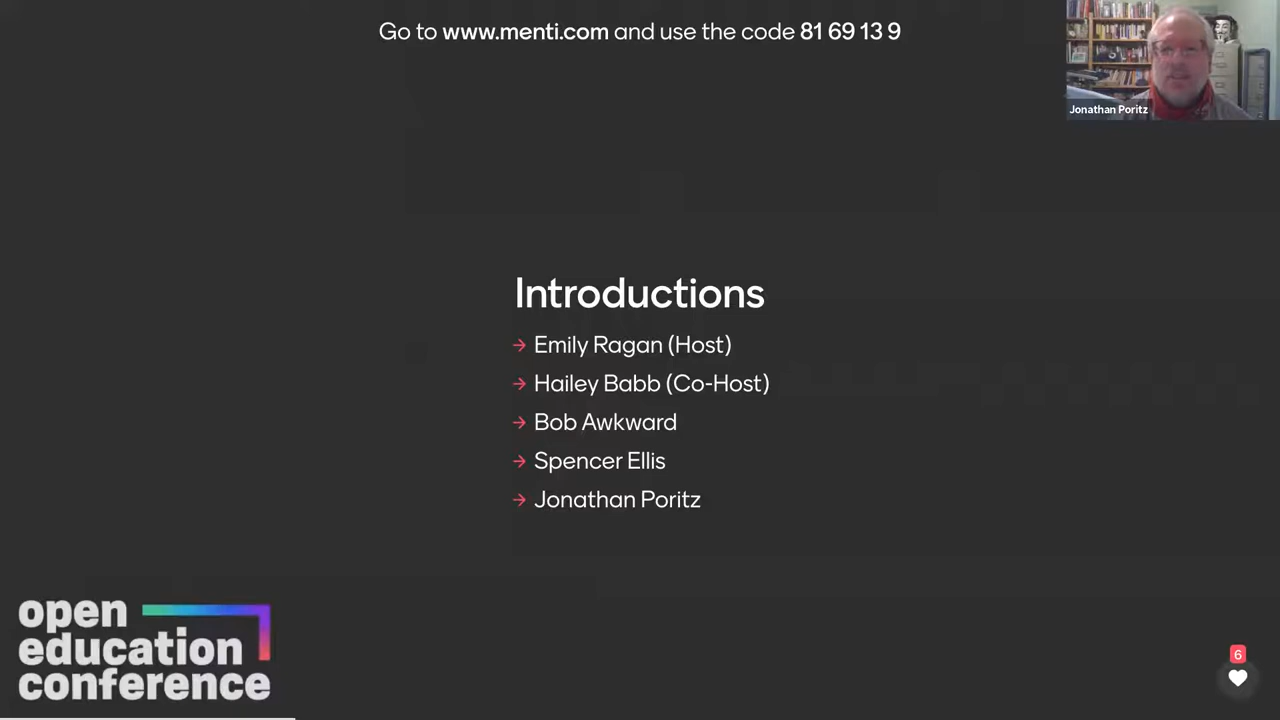 Go to www.menti.com and use the code 81 69 13 9
Jonathan Poritz
Introductions
→ Emily Ragan (Host)
→ Hailey Babb (Co-Host)
→ Bob Awkward
→ Spencer Ellis
→ Jonathan Poritz
open
education
conference
6